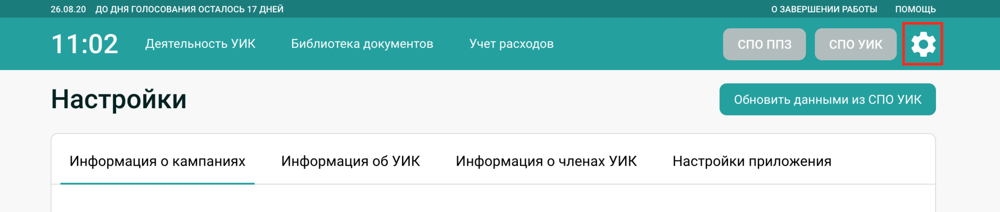 26.08.20 ДО ДНЯ ГОЛОСОВАНИЯ ОСТАЛОСЬ 17 ДНЕЙ О ЗАВЕРШЕНИИ РАБОТЫ ПОМОЩЬ
11:02 Деятельность УИК Библиотека документов Учет расходов СПО ППЗ СПО УИК
Настройки Обновить данными из СПО УИК
Информация о кампаниях Информация об УИК Информация о членах УИК Настройки приложения